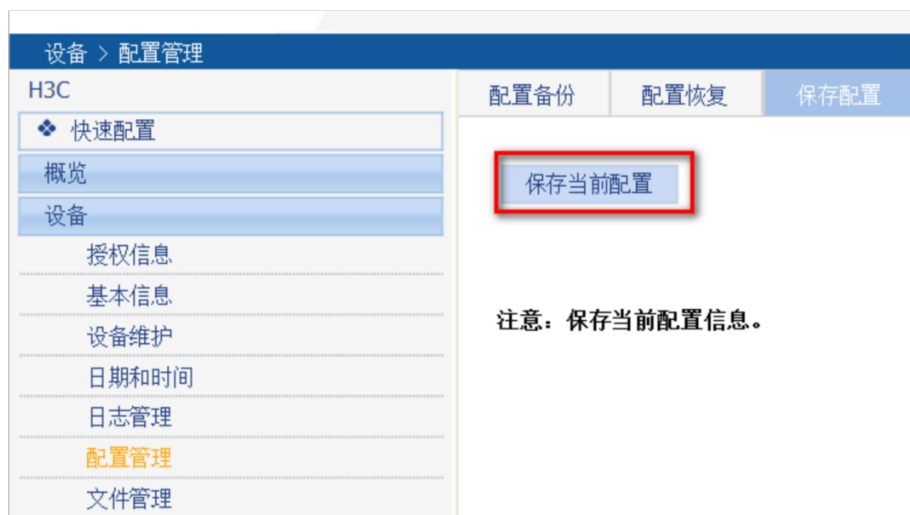 设备 > 配置管理
H3C
快速配置
概览
设备
授权信息
基本信息
设备维护
日期和时间
日志管理
配置管理
文件管理
配置备份 配置恢复 保存配置
保存当前配置
注意：保存当前配置信息。